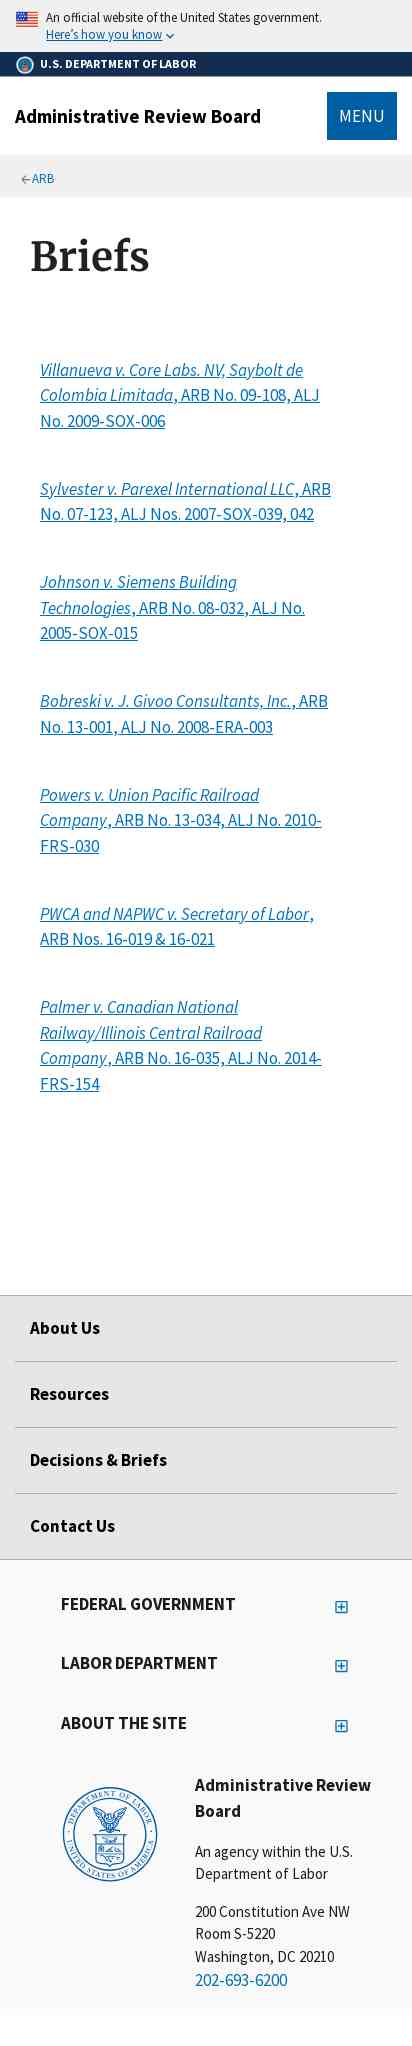 An official website of the United States government.
Here's how you know
U.S. DEPARTMENT OF LABOR
Administrative Review Board
MENU
ARB
Briefs
Villanueva v. Core Labs. NV, Saybolt de
Colombia Limitada, ARB No. 09-108, ALJ
No. 2009-SOX-006
Sylvester v. Parexel International LLC, ARB
No. 07-123, ALJ Nos. 2007-SOX-039, 042
Johnson v. Siemens Building
Technologies, ARB No. 08-032, ALJ No.
2005-SOX-015
Bobreski v. J. Givoo Consultants, Inc., ARB
No. 13-001, ALJ No. 2008-ERA-003
Powers v. Union Pacific Railroad
Company, ARB No. 13-034, ALJ No. 2010-
FRS-030
PWCA and NAPWC v. Secretary of Labor,
ARB Nos. 16-019 & 16-021
Palmer v. Canadian National
Railway/Illinois Central Railroad
Company, ARB No. 16-035, ALJ No. 2014-
FRS-154
About Us
Resources
Decisions & Briefs
Contact Us
FEDERAL GOVERNMENT
LABOR DEPARTMENT
ABOUT THE SITE
DEPARTMENT OF LABOR
UNITED STATES OF AMERICA
Administrative Review
Board
An agency within the U.S.
Department of Labor
200 Constitution Ave NW
Room S-5220
Washington, DC 20210
202-693-6200